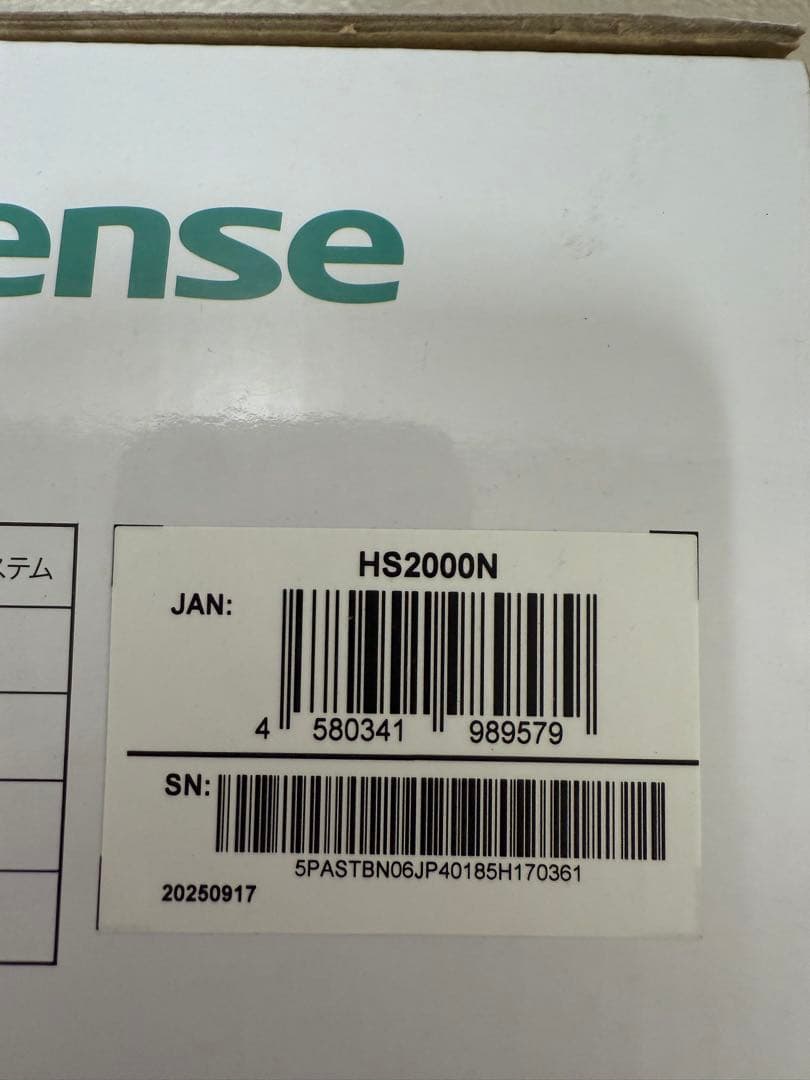 ense
ステム
HS2000N
JAN:
4 580341 989579
SN:
5PASTBN06JP40185H170361
20250917